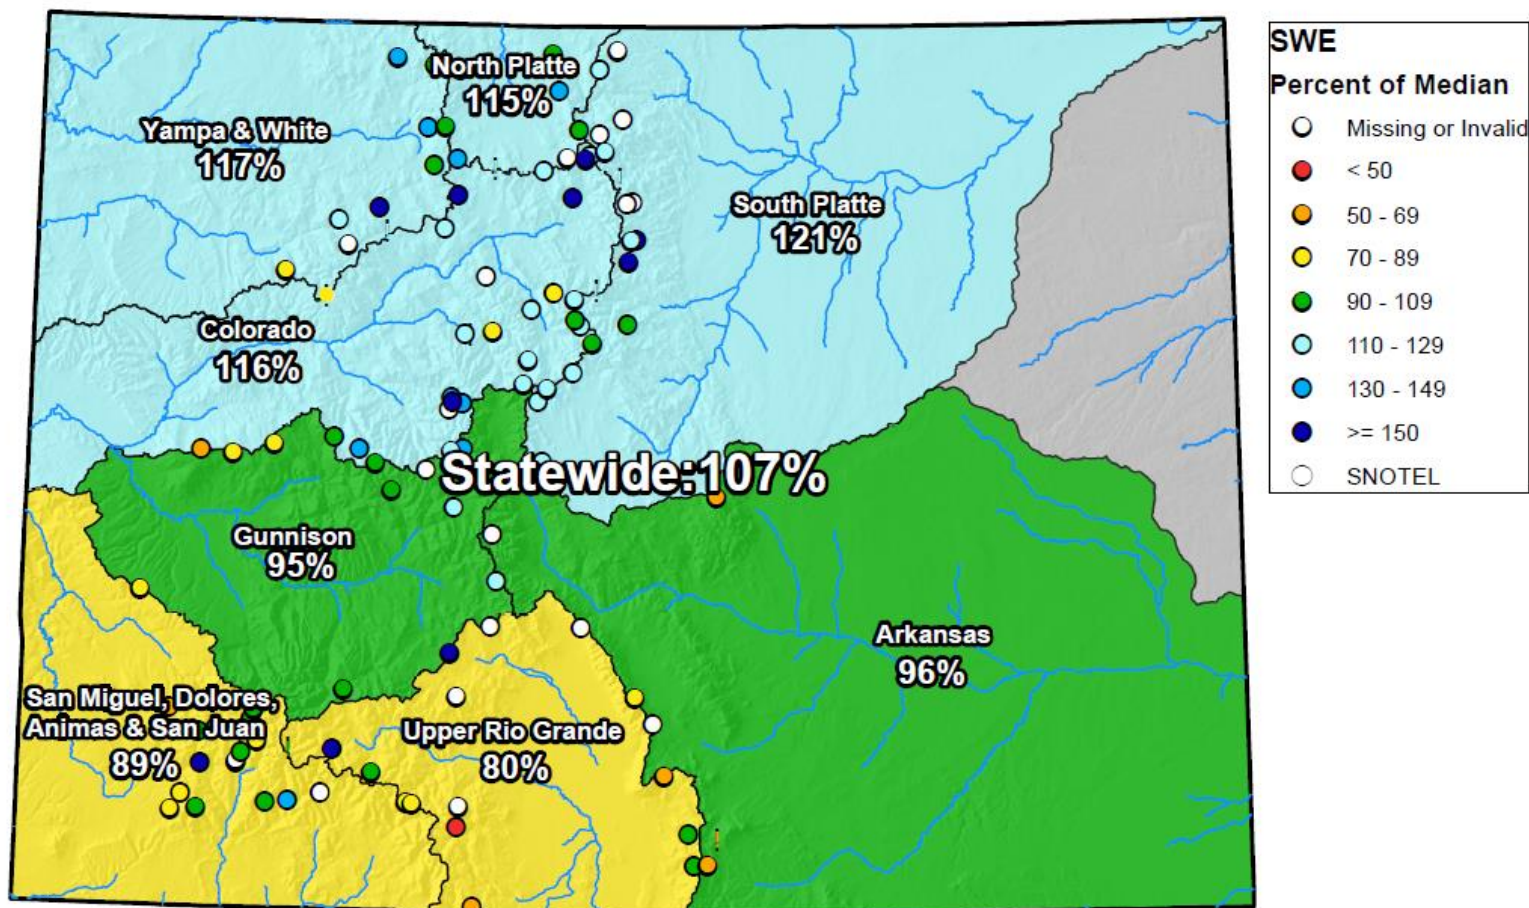 North Platte
115%
Yampa & White
117%
South Platte
121%
Colorado
116%
Statewide:107%
Gunnison
95%
Arkansas
96%
San Miguel, Dolores,
Animas & San Juan
89%
Upper Rio Grande
80%
SWE
Percent of Median
Missing or Invalid
< 50
50 - 69
70 - 89
90 - 109
110 - 129
130 - 149
>= 150
SNOTEL